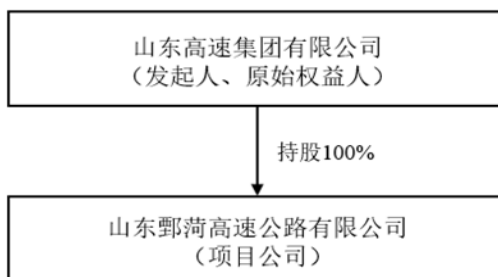 山东高速集团有限公司
（发起人、原始权益人）
持股100%
山东鄄菏高速公路有限公司
（项目公司）